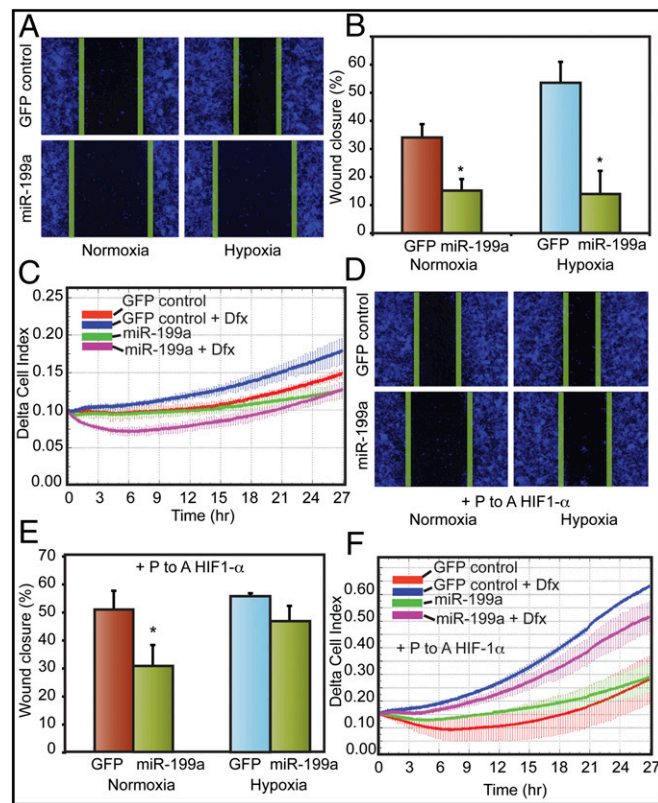 A
GFP control
miR-199a
Normoxia
Hypoxia
B
Wound closure (%)
80
70
60
50
40
30
20
10
0
*
*
GFP miR-199a
GFP miR-199a
Normoxia
Hypoxia
C
Delta Cell Index
0.25
0.20
0.15
0.10
0.05
0.00
GFP control
GFP control + Dfx
miR-199a
miR-199a + Dfx
0 3 6 9 12 15 18 21 24 27
Time (hr)
D
GFP control
miR-199a
+ P to A HIF1-α
Normoxia
Hypoxia
E
Wound closure (%)
70
60
50
40
30
20
10
0
+ P to A HIF1-α
*
GFP miR-199a
GFP miR-199a
Normoxia
Hypoxia
F
Delta Cell Index
0.60
0.50
0.40
0.30
0.20
0.10
0.00
GFP control
GFP control + Dfx
miR-199a
miR-199a + Dfx
+ P to A HIF-1α
0 3 6 9 12 15 18 21 24 27
Time (hr)